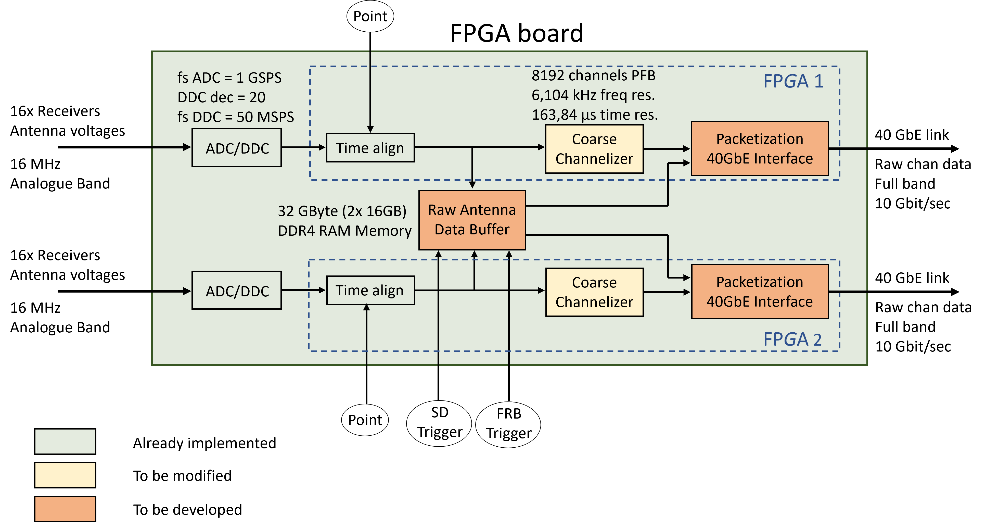 Point
FPGA board
fs ADC = 1 GSPS
DDC dec = 20
fs DDC = 50 MSPS
8192 channels PFB
6,104 kHz freq res.
163,84 µs time res.
FPGA 1
16x Receivers
Antenna voltages
16 MHz
Analogue Band
ADC/DDC
Time align
Coarse
Channelizer
Packetization
40GbE Interface
40 GbE link
Raw chan data
Full band
10 Gbit/sec
32 GByte (2x 16GB)
DDR4 RAM Memory
Raw Antenna
Data Buffer
16x Receivers
Antenna voltages
16 MHz
Analogue Band
ADC/DDC
Time align
Coarse
Channelizer
Packetization
40GbE Interface
FPGA 2
40 GbE link
Raw chan data
Full band
10 Gbit/sec
Point
SD
Trigger
FRB
Trigger
Already implemented
To be modified
To be developed